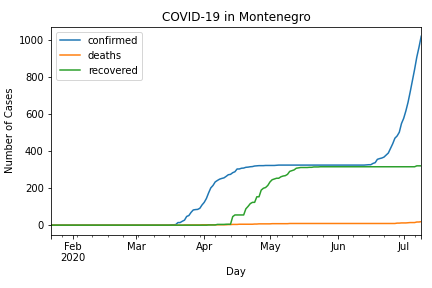 COVID-19 in Montenegro
confirmed
deaths
recovered
1000
800
600
400
200
0
Number of Cases
Feb
2020
Mar
Apr
May
Jun
Jul
Day